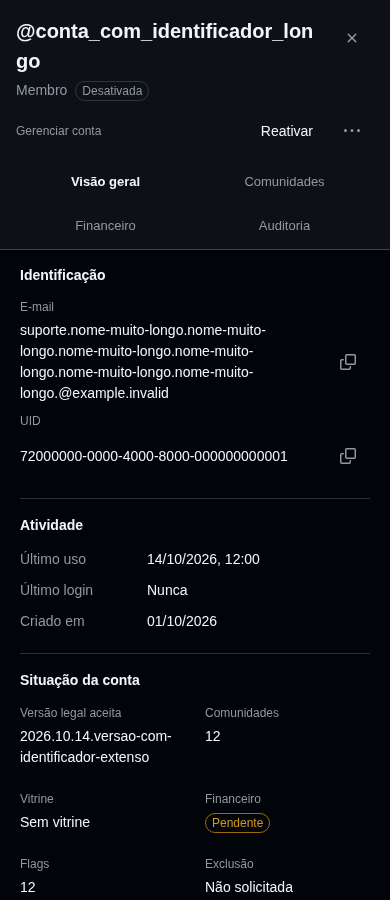 @conta_com_identificador_lon
go
Membro Desativada
Gerenciar conta Reativar
Visão geral Comunidades
Financeiro Auditoria
Identificação
E-mail
suporte.nome-muito-longo.nome-muito-
longo.nome-muito-longo.nome-muito-
longo.nome-muito-longo.nome-muito-
longo.@example.invalid
UID
72000000-0000-4000-8000-000000000001
Atividade
Último uso 14/10/2026, 12:00
Último login Nunca
Criado em 01/10/2026
Situação da conta
Versão legal aceita Comunidades
2026.10.14.versao-com- 12
identificador-extenso
Vitrine Financeiro
Sem vitrine Pendente
Flags Exclusão
12 Não solicitada